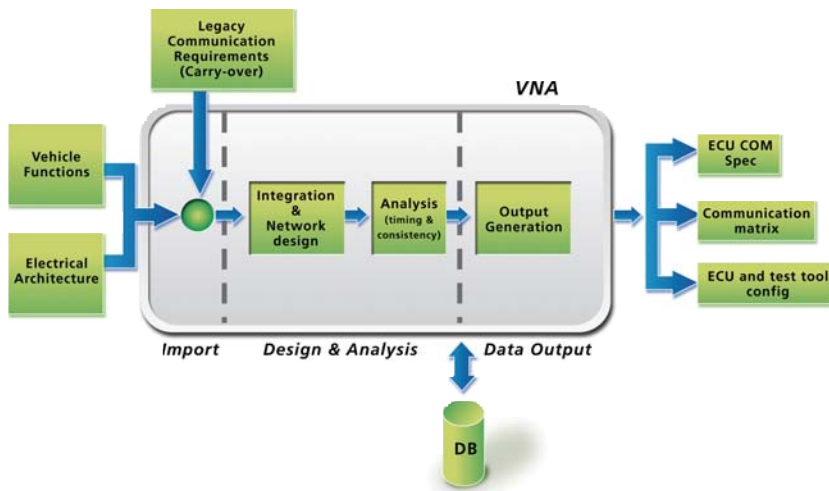 Legacy
Communication
Requirements
(Carry-over)
VNA
Vehicle
Functions
Electrical
Architecture
Integration
&
Network
design
Analysis
(timing &
consistency)
Output
Generation
ECU COM
Spec
Communication
matrix
ECU and test tool
config
Import
Design & Analysis
Data Output
DB